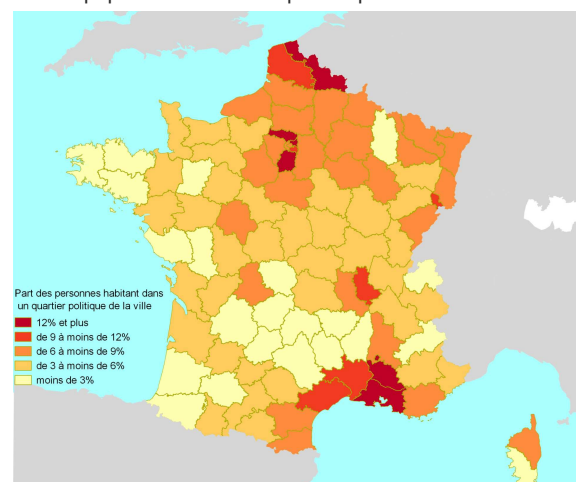 Part des personnes habitant dans
un quartier politique de la ville
12% et plus
de 9 à moins de 12%
de 6 à moins de 9%
de 3 à moins de 6%
moins de 3%